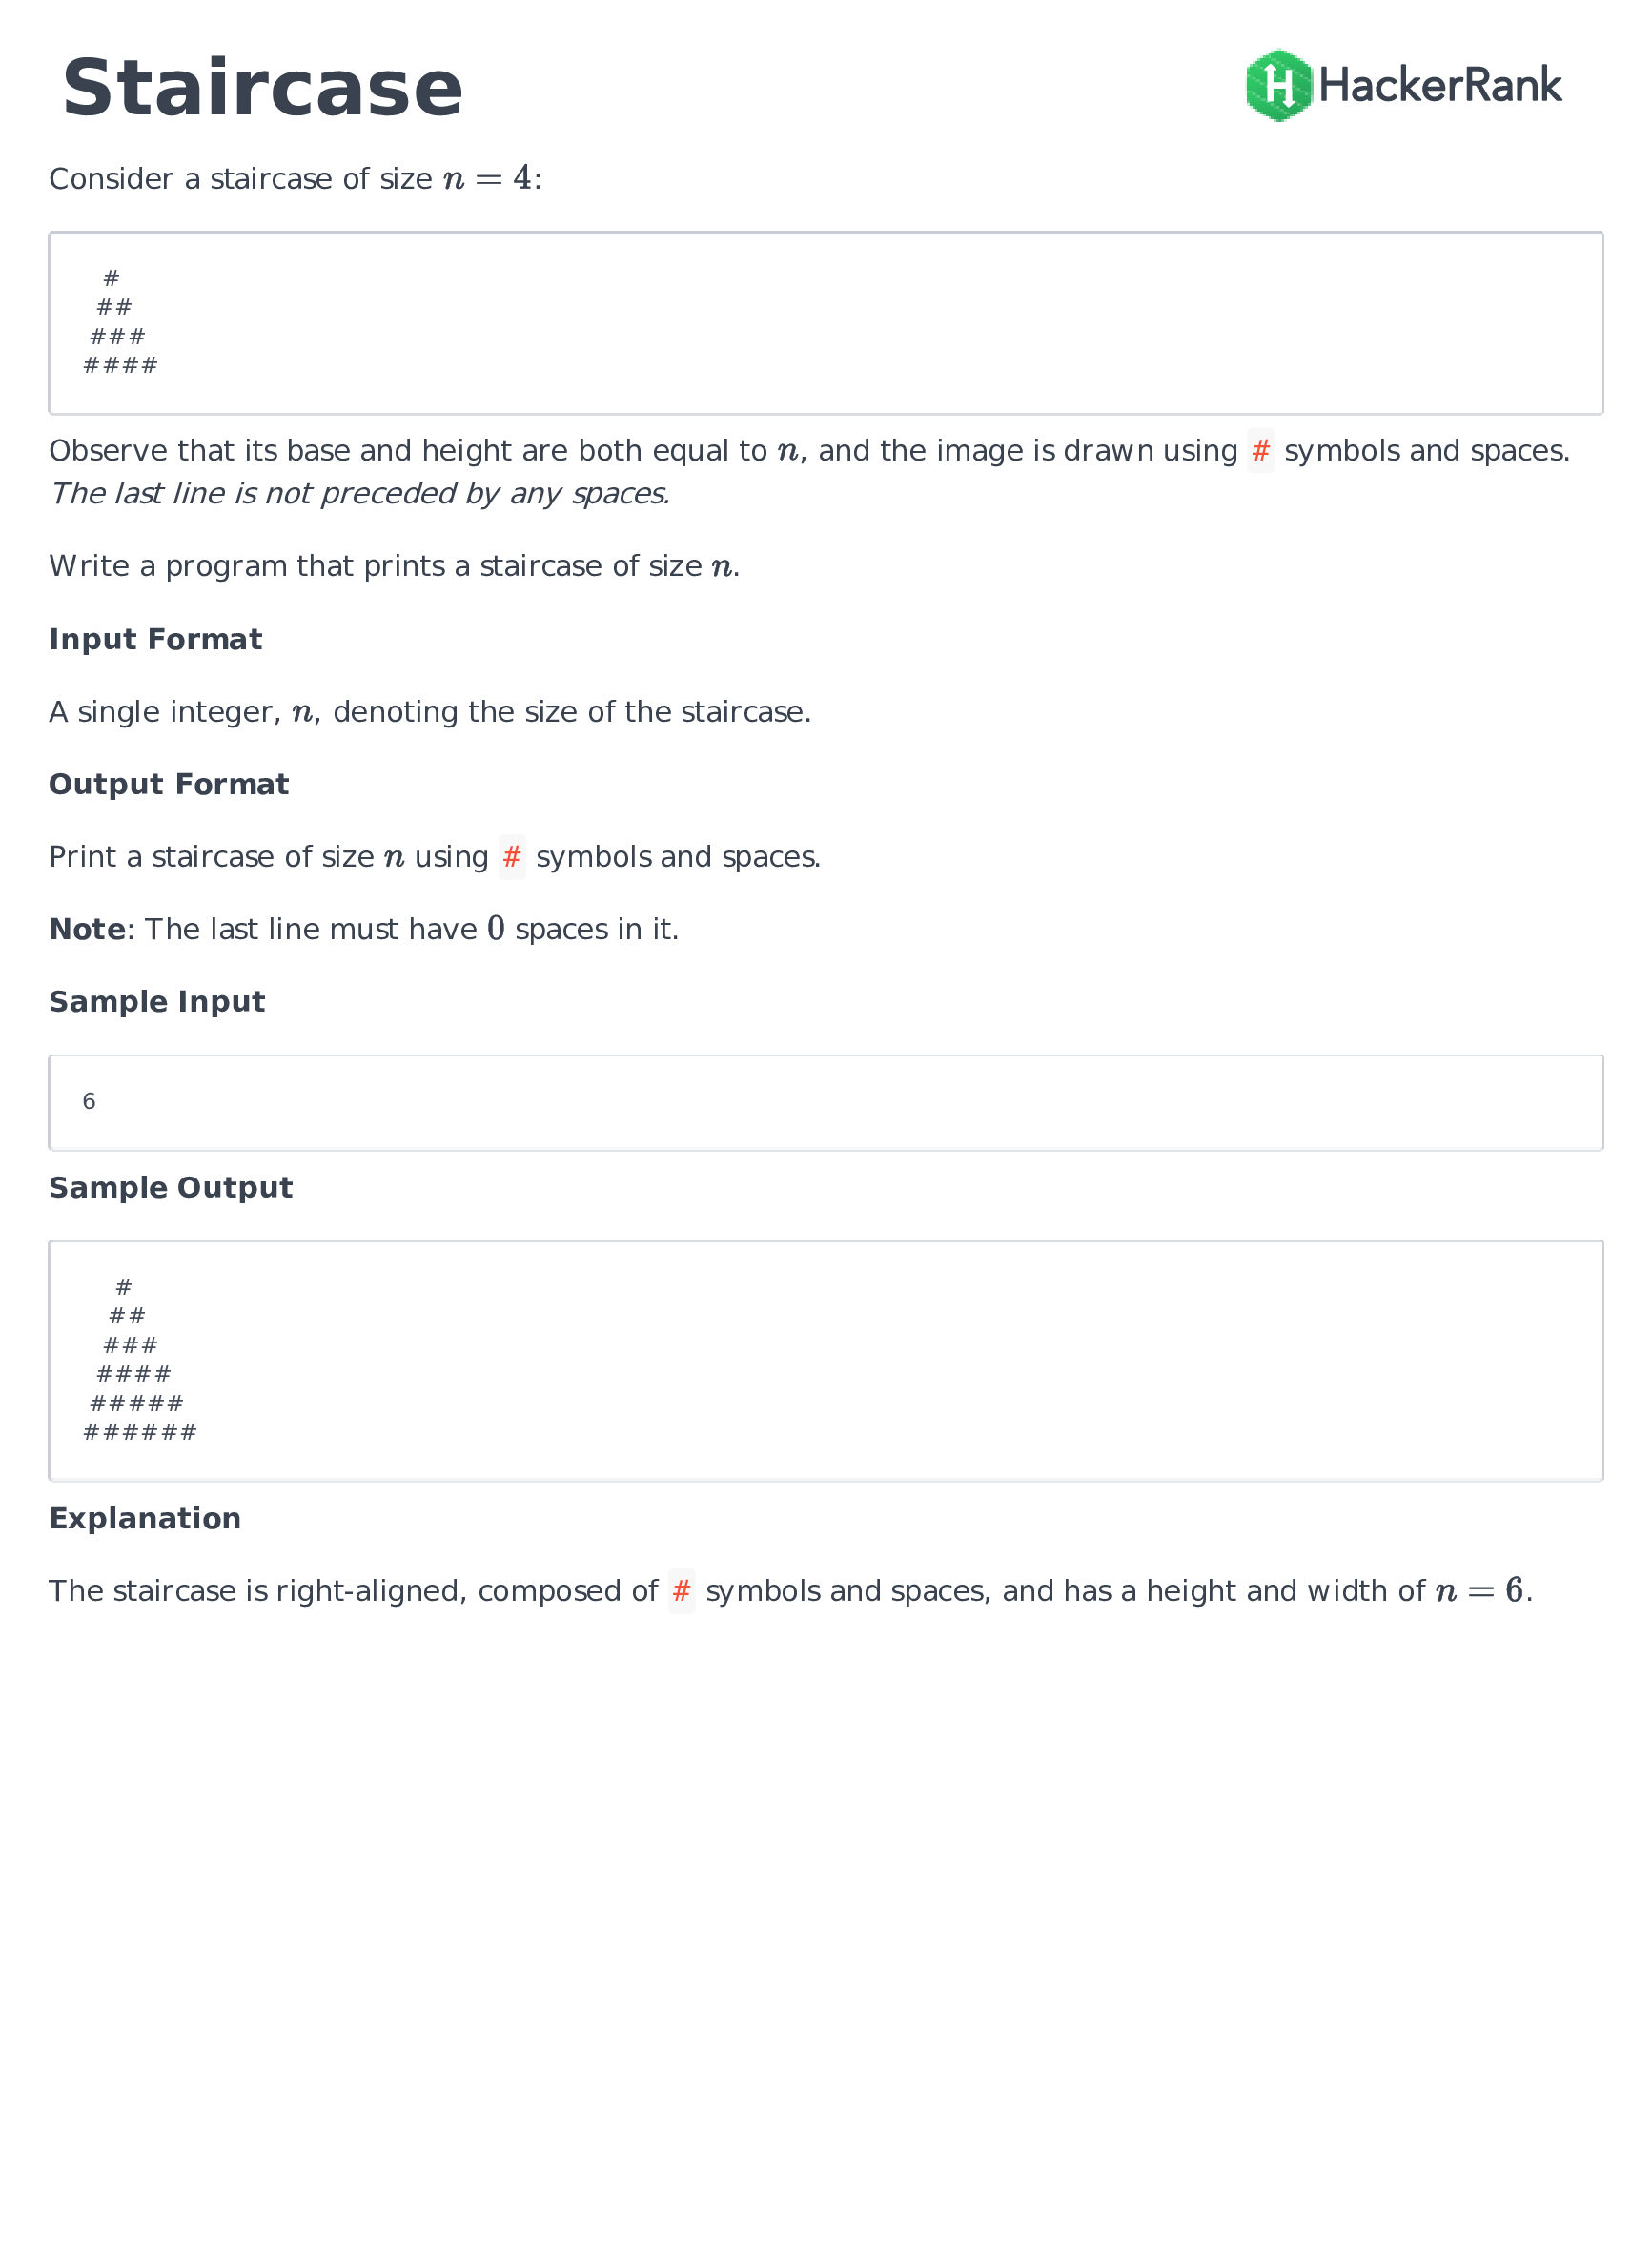 Staircase
HackerRank
Consider a staircase of size n = 4:
   #
  ##
 ###
####
Observe that its base and height are both equal to n, and the image is drawn using # symbols and spaces.
The last line is not preceded by any spaces.
Write a program that prints a staircase of size n.
Input Format
A single integer, n, denoting the size of the staircase.
Output Format
Print a staircase of size n using # symbols and spaces.
Note: The last line must have 0 spaces in it.
Sample Input
6
Sample Output
     #
    ##
   ###
  ####
 #####
######
Explanation
The staircase is right-aligned, composed of # symbols and spaces, and has a height and width of n = 6.